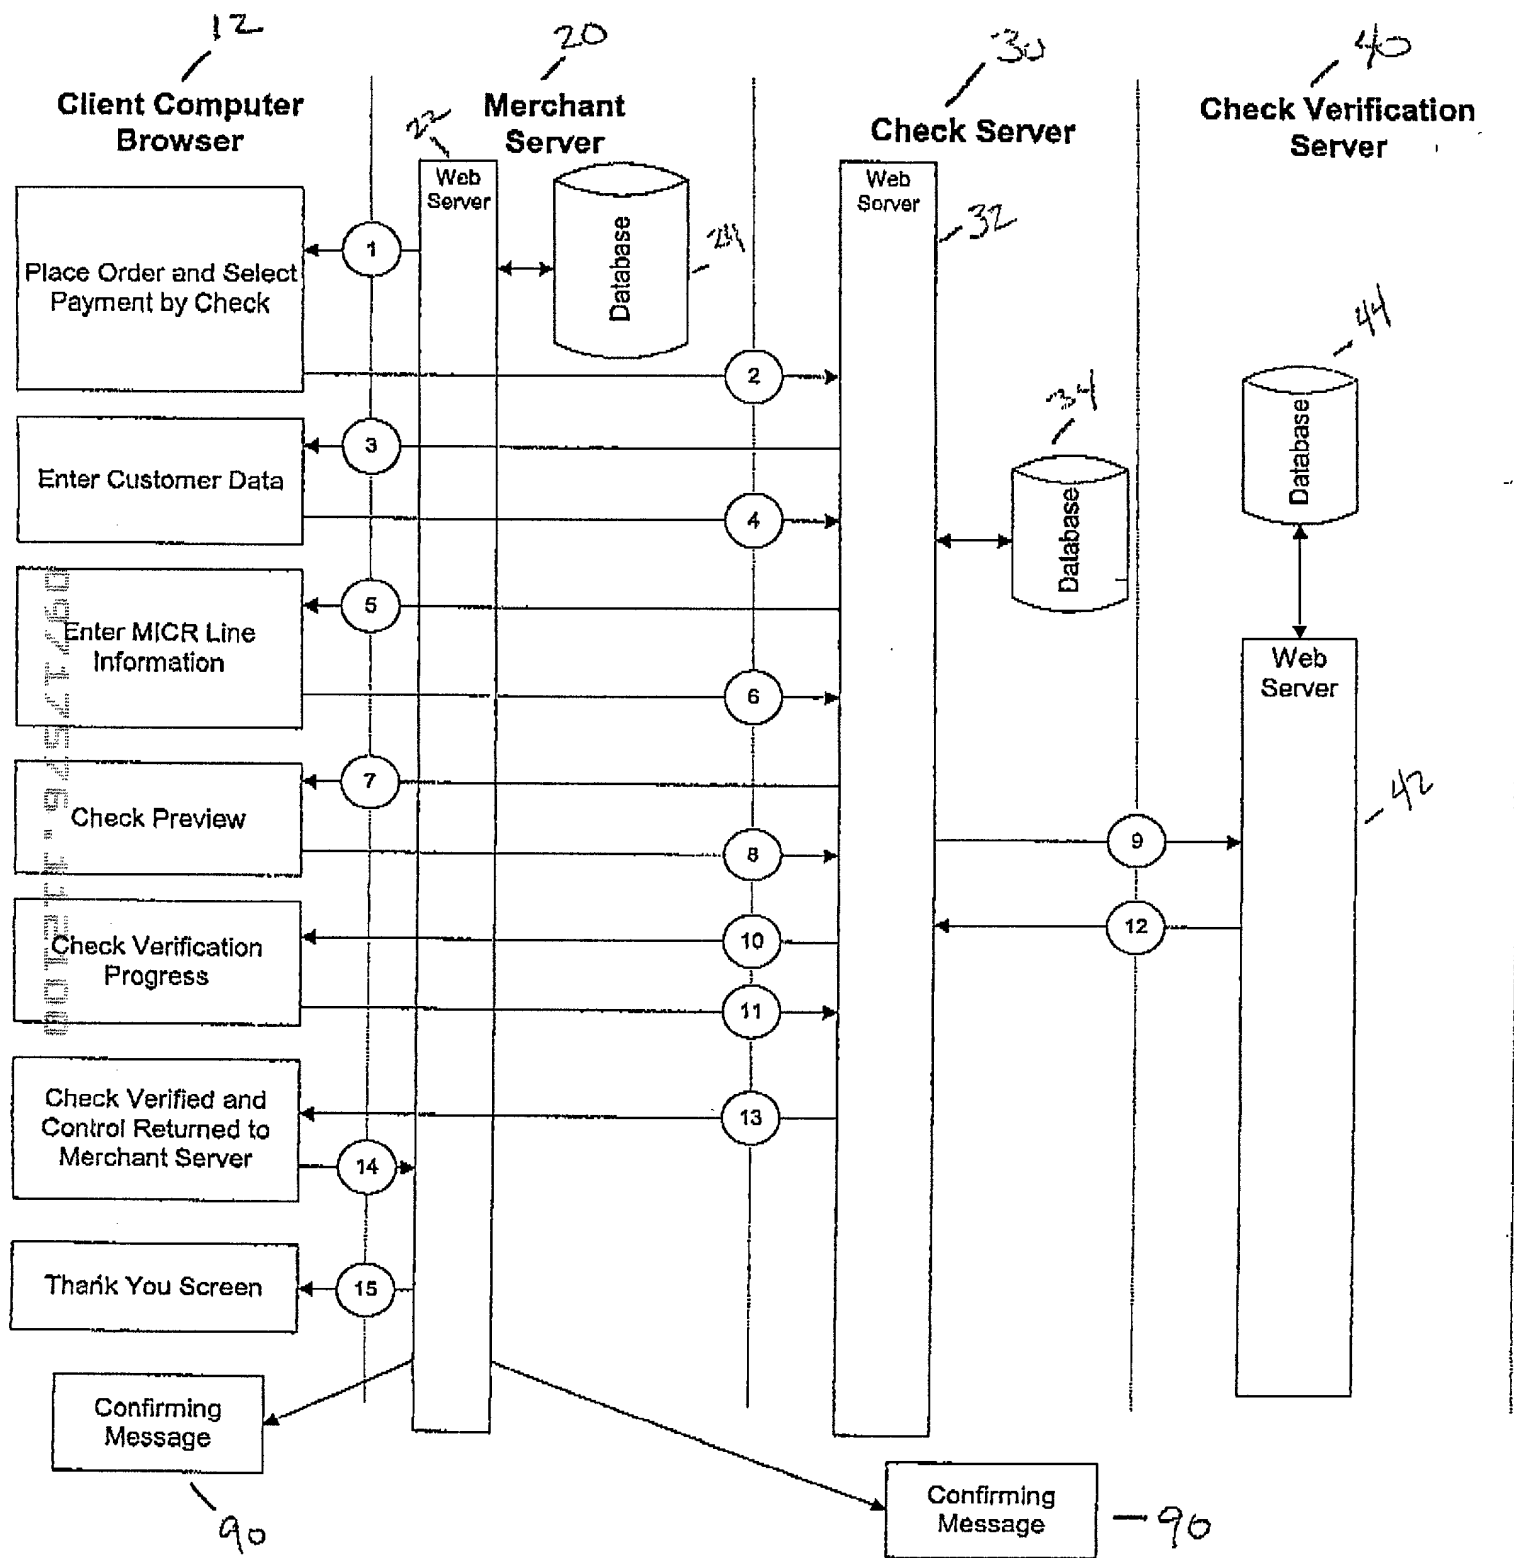 12
20
30
40
Client Computer
Browser
Merchant
Server
Check Server
Check Verification
Server
22
Web
Server
Database
24
Web
Server
32
1
Place Order and Select
Payment by Check
2
44
Database
34
Database
3
Enter Customer Data
4
5
Enter MICR Line
Information
6
Web
Server
42
7
Check Preview
8
9
10
12
Check Verification
Progress
11
Check Verified and
Control Returned to
Merchant Server
13
14
Thank You Screen
15
Confirming
Message
90
Confirming
Message
90